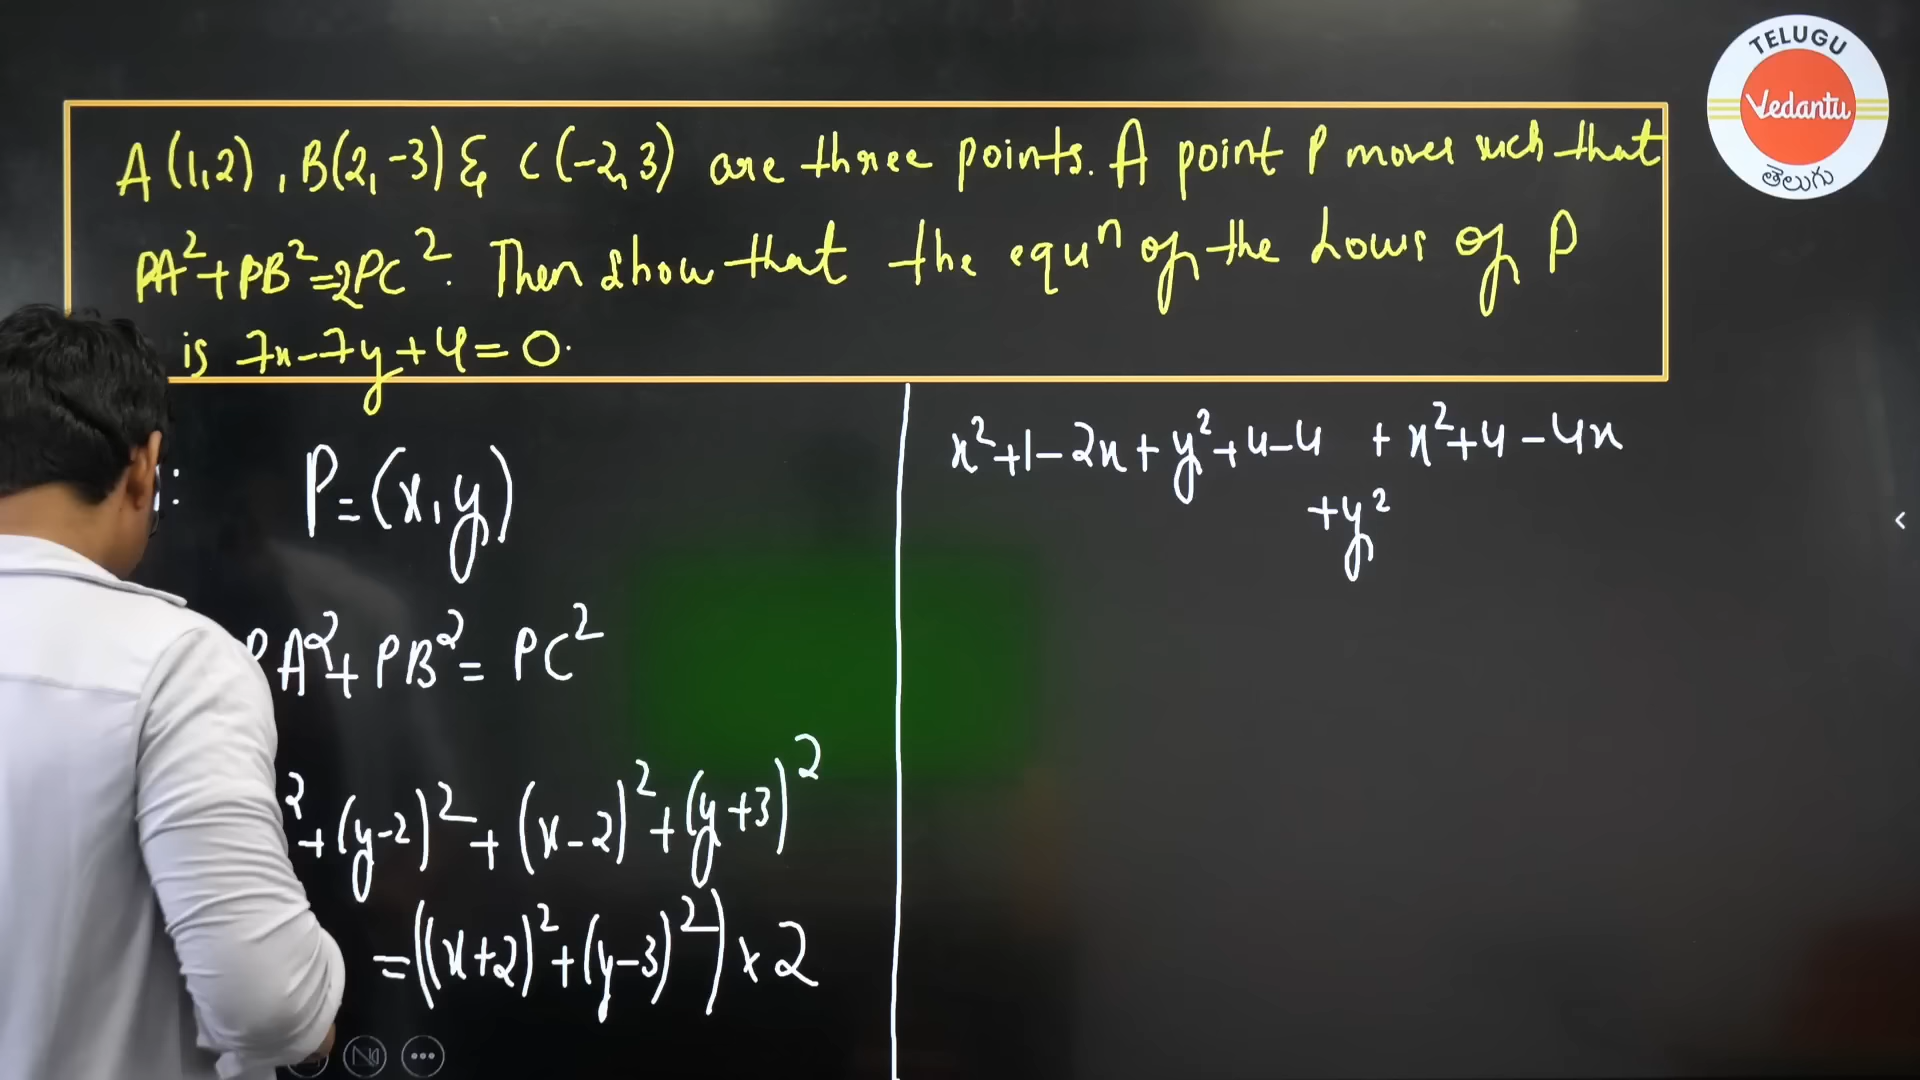 TELUGU
Vedantu
తెలుగు
A (1,2) , B(2,-3) & C (-2,3) are three points. A point P moves such that
PA²+PB²=2PC². Then show that the equⁿ of the Locus of P
is 7x-7y+4=0.
:
P=(x,y)
PA²+PB²= PC²
²+(y-2)²+(x-2)²+(y+3)²
=((x+2)²+(y-3)²)×2
x²+1-2x+y²+4-4 +x²+4-4x
+y²